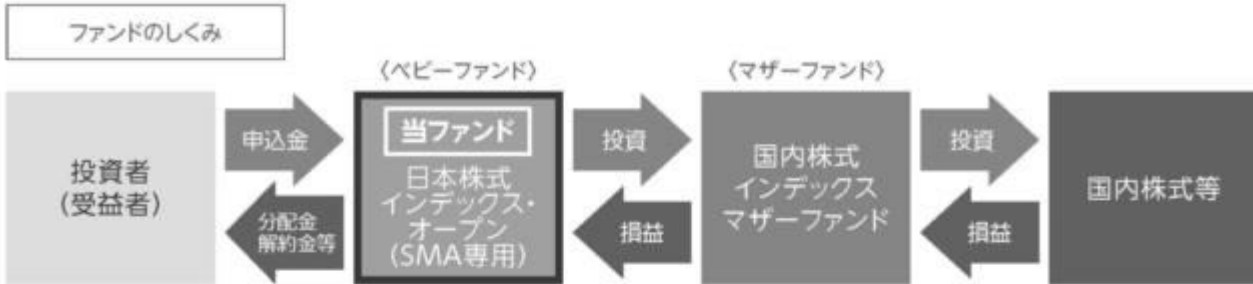 ファンドのしくみ
〈ベビーファンド〉
〈マザーファンド〉
投資者
(受益者)
申込金
分配金
解約金等
当ファンド
日本株式
インデックス・
オープン
(SMA専用)
投資
損益
国内株式
インデックス
マザーファンド
投資
損益
国内株式等